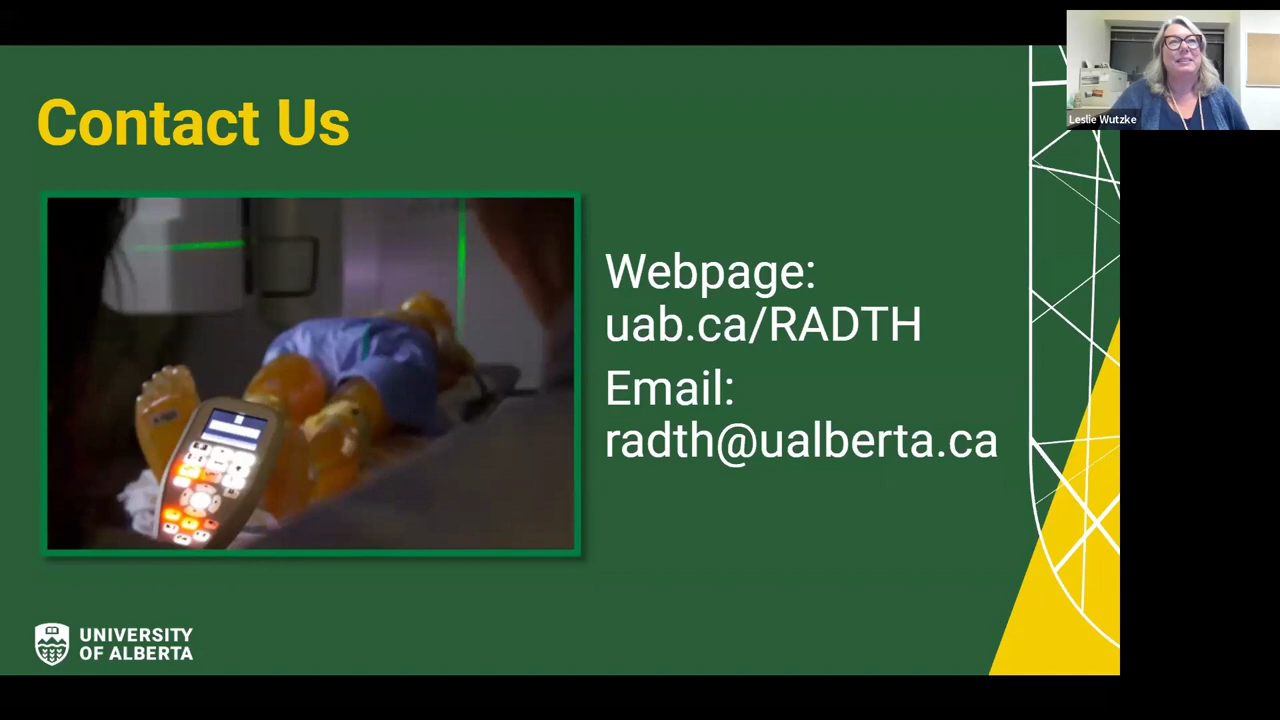 Contact Us
Webpage:
uab.ca/RADTH
Email:
radth@ualberta.ca
UNIVERSITY
OF ALBERTA
Leslie Wutzke